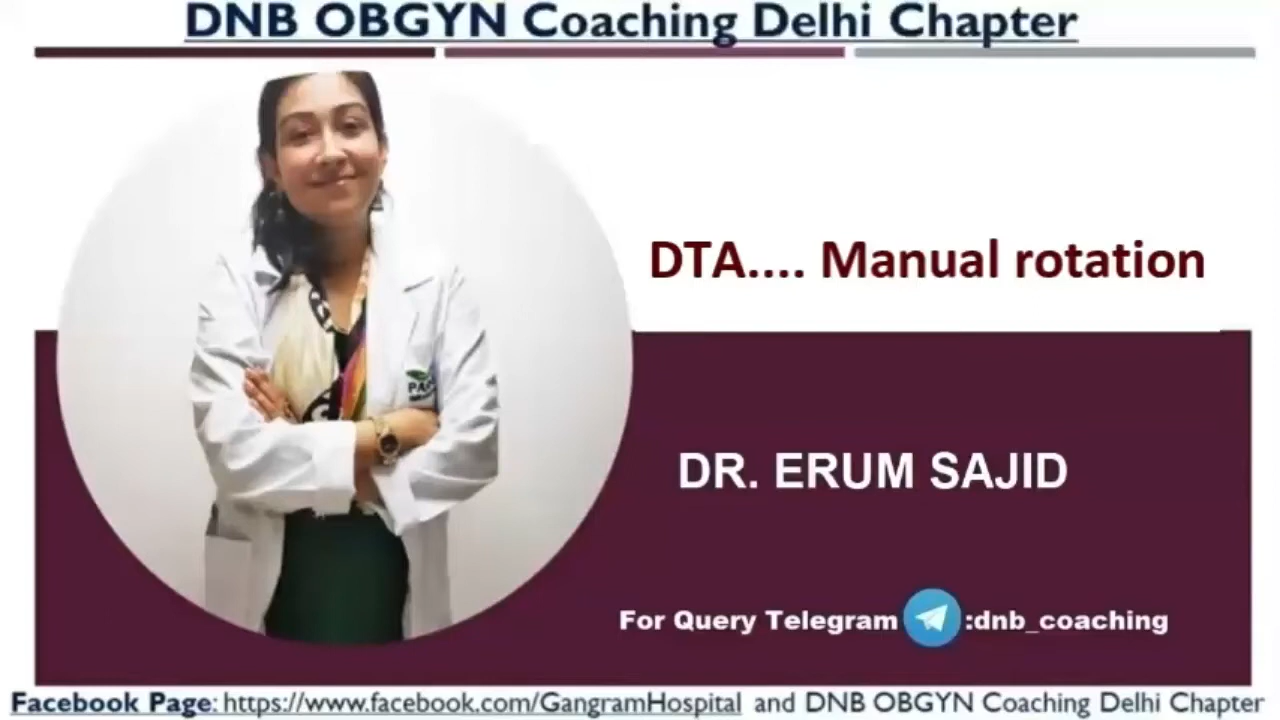 DNB OBGYN Coaching Delhi Chapter
DTA.... Manual rotation
DR. ERUM SAJID
For Query Telegram :dnb_coaching
Facebook Page: https://www.facebook.com/GangramHospital and DNB OBGYN Coaching Delhi Chapter